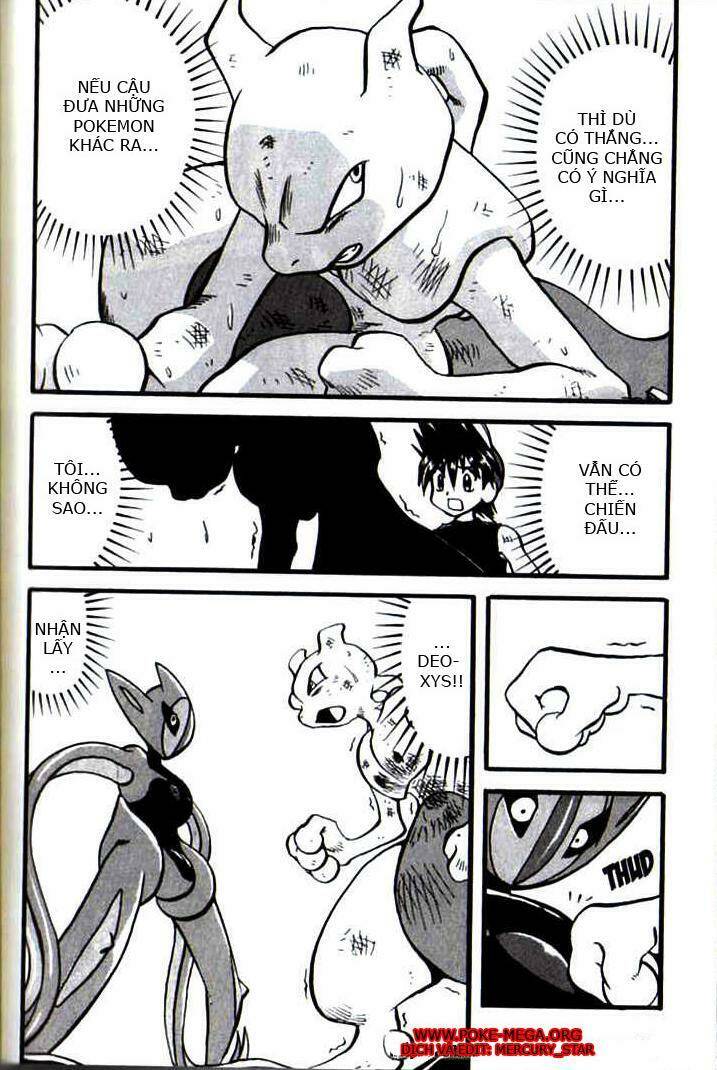 NẾU CẬU
ĐƯA NHỮNG
POKEMON
KHÁC RA...
THÌ DÙ
CÓ THẮNG...
CŨNG CHẲNG
CÓ Ý NGHĨA
GÌ...
TÔI...
KHÔNG
SAO...
VẪN CÓ
THỂ...
CHIẾN
ĐẤU...
NHẬN
LẤY
...
...
DEO-
XYS!!
THUD
WWW.POKE-MEGA.ORG
DỊCH VÀ EDIT: MERCURY_STAR